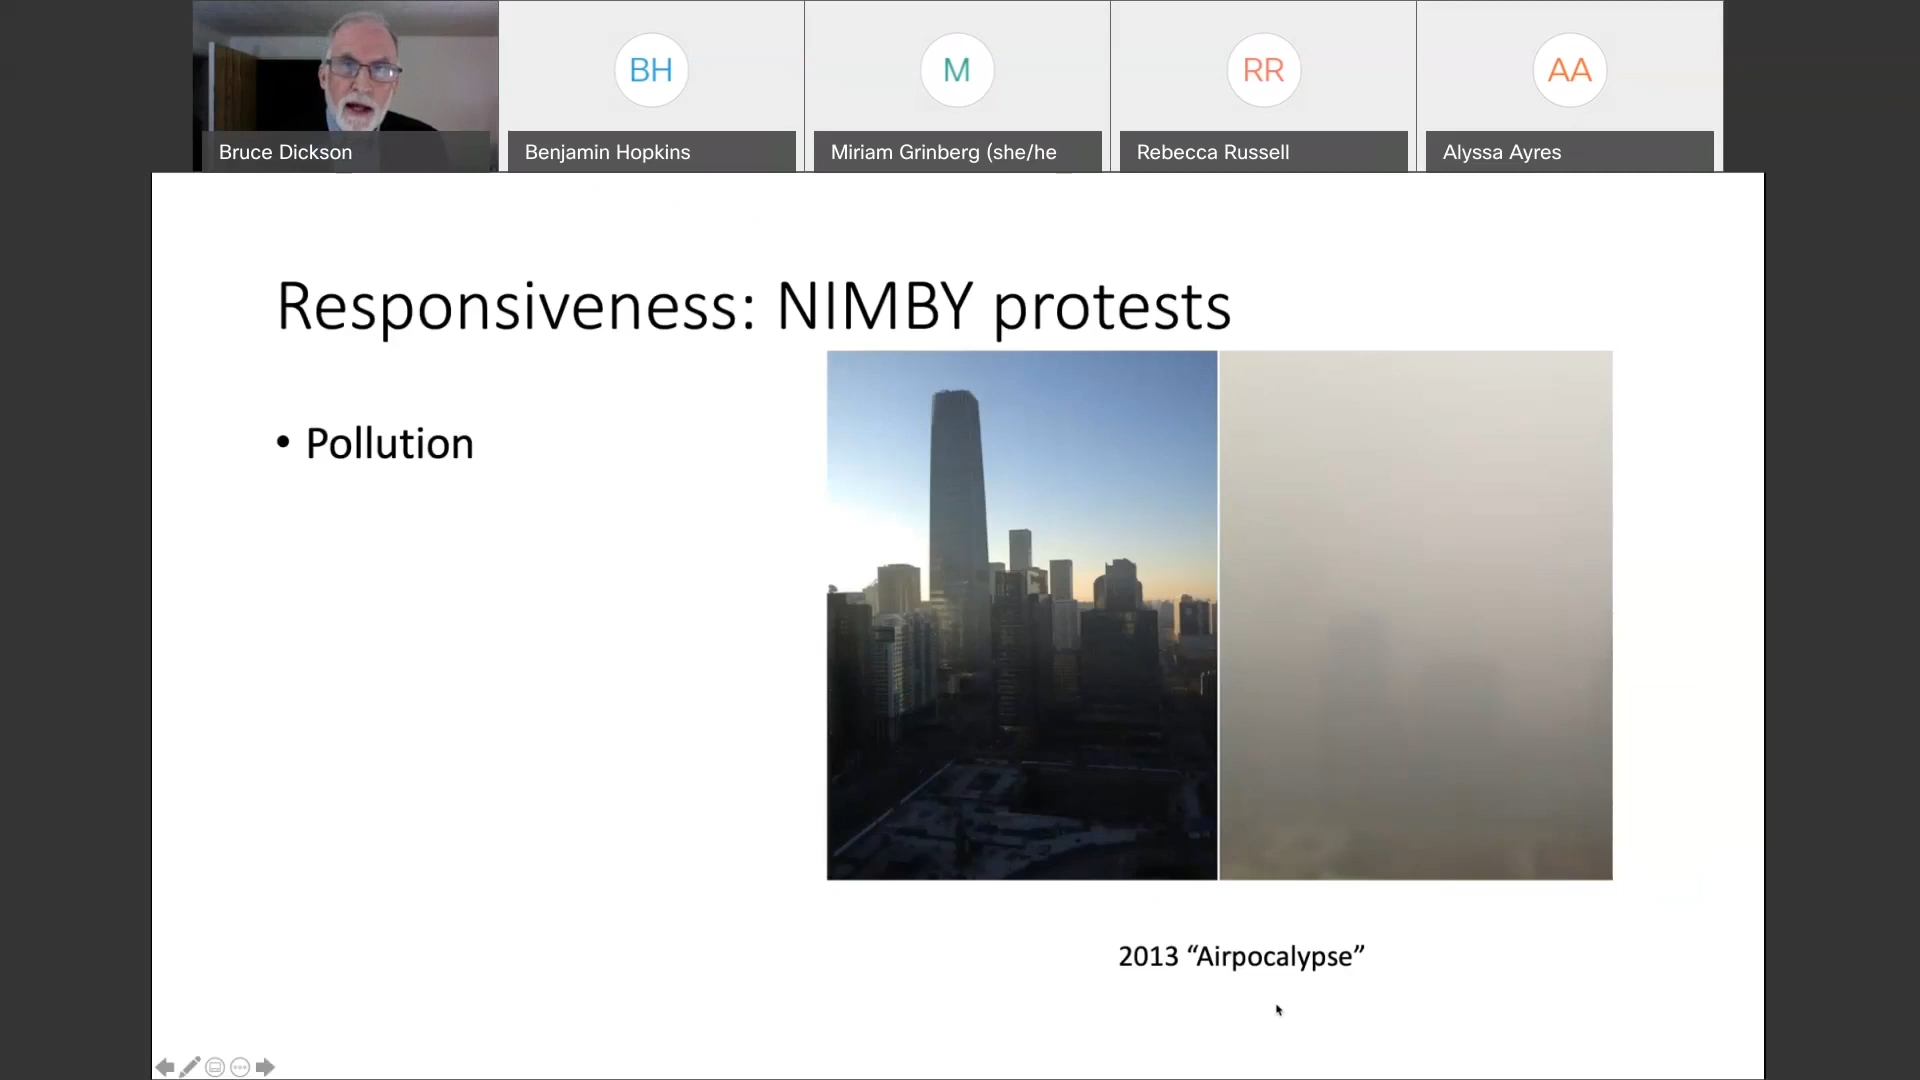 BH
M
RR
AA
Bruce Dickson
Benjamin Hopkins
Miriam Grinberg (she/he
Rebecca Russell
Alyssa Ayres
Responsiveness: NIMBY protests
• Pollution
2013 “Airpocalypse”